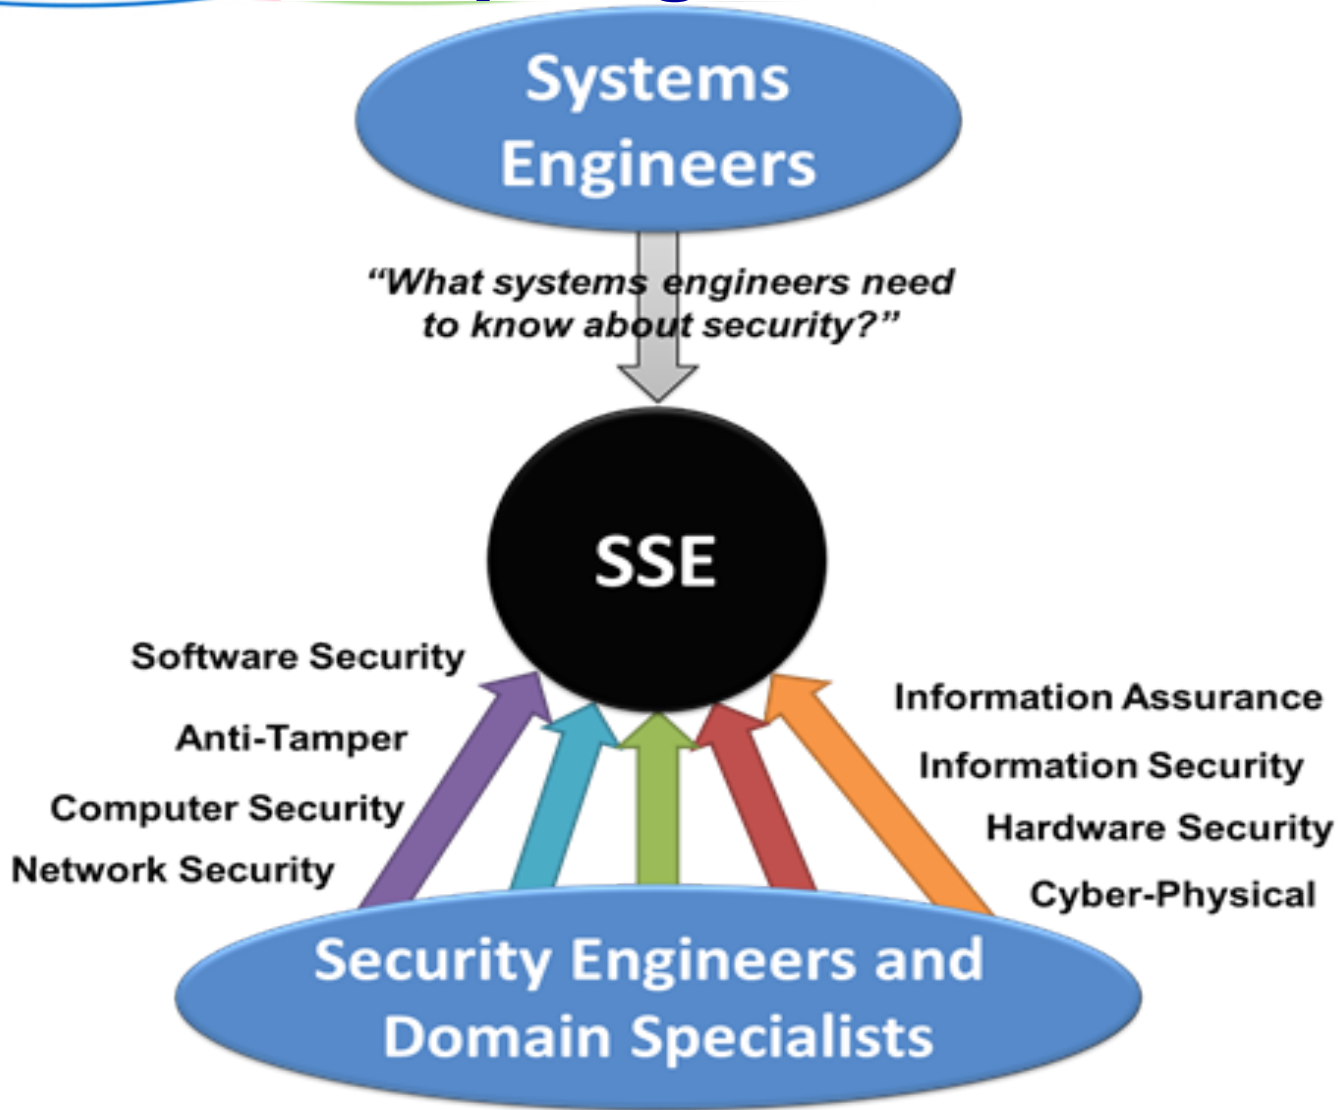 Systems
Engineers
“What systems engineers need
to know about security?”
SSE
Software Security
Anti-Tamper
Computer Security
Network Security
Information Assurance
Information Security
Hardware Security
Cyber-Physical
Security Engineers and
Domain Specialists